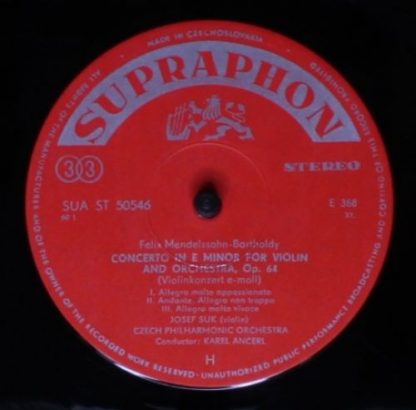 MADE IN CZECHOSLOVAKIA
SUPRAPHON
33
STEREO
SUA ST 50546
E 368
Felix Mendelssohn-Bartholdy
CONCERTO IN E MINOR FOR VIOLIN
AND ORCHESTRA, Op. 64
(Violinkonzert e-moll)
I. Allegro molto appassionato
II. Andante. Allegro non troppo
III. Allegro molto vivace
JOSEF SUK (violin)
CZECH PHILHARMONIC ORCHESTRA
Conductor: KAREL ANCERL
H
ALL RIGHTS OF THE MANUFACTURER AND OF THE OWNER OF THE RECORDED WORK RESERVED · UNAUTHORIZED PUBLIC PERFORMANCE BROADCASTING AND COPYING OF THIS RECORD PROHIBITED